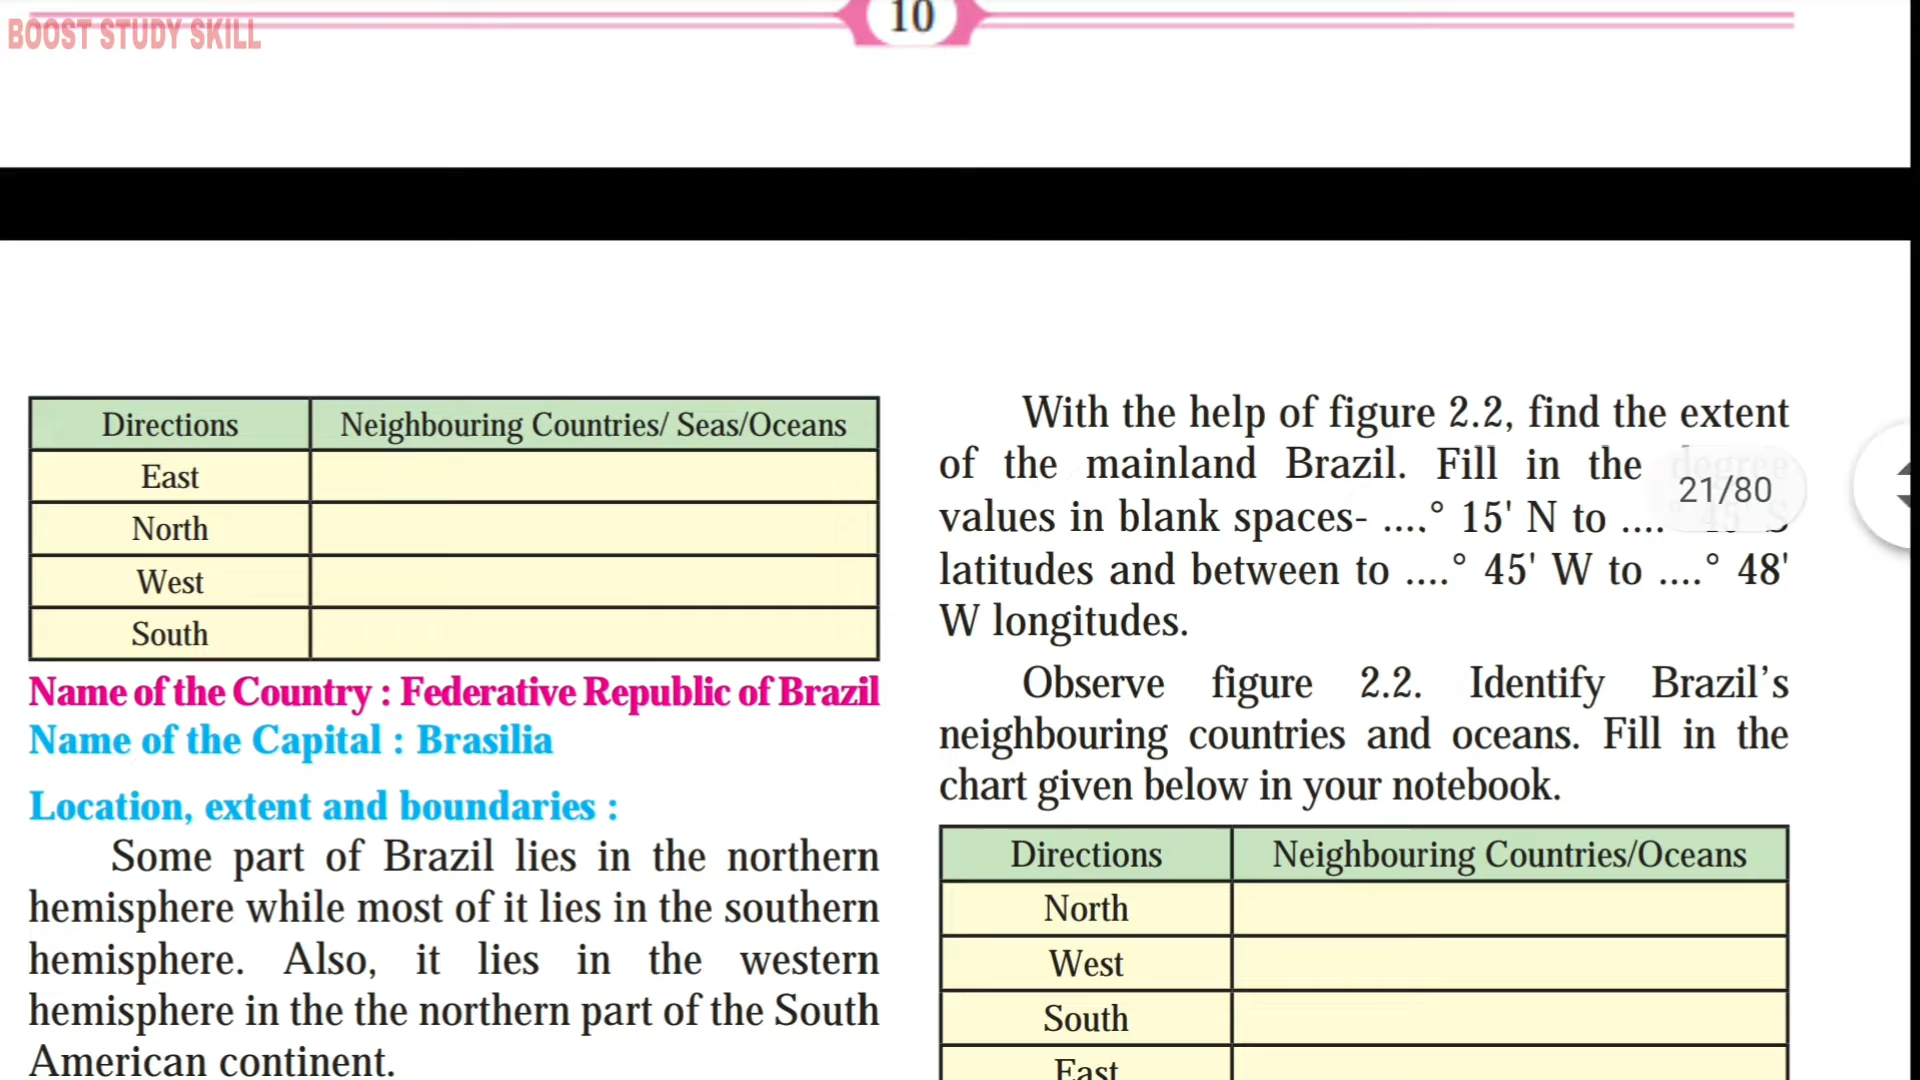 BOOST STUDY SKILL
10
Directions Neighbouring Countries/ Seas/Oceans
East
North
West
South
Name of the Country : Federative Republic of Brazil
Name of the Capital : Brasilia
Location, extent and boundaries :
Some part of Brazil lies in the northern
hemisphere while most of it lies in the southern
hemisphere. Also, it lies in the western
hemisphere in the the northern part of the South
American continent.
With the help of figure 2.2, find the extent
of the mainland Brazil. Fill in the degree
21/80
values in blank spaces- ....° 15' N to ....° 45' S
latitudes and between to ....° 45' W to ....° 48'
W longitudes.
Observe figure 2.2. Identify Brazil’s
neighbouring countries and oceans. Fill in the
chart given below in your notebook.
Directions Neighbouring Countries/Oceans
North
West
South
East